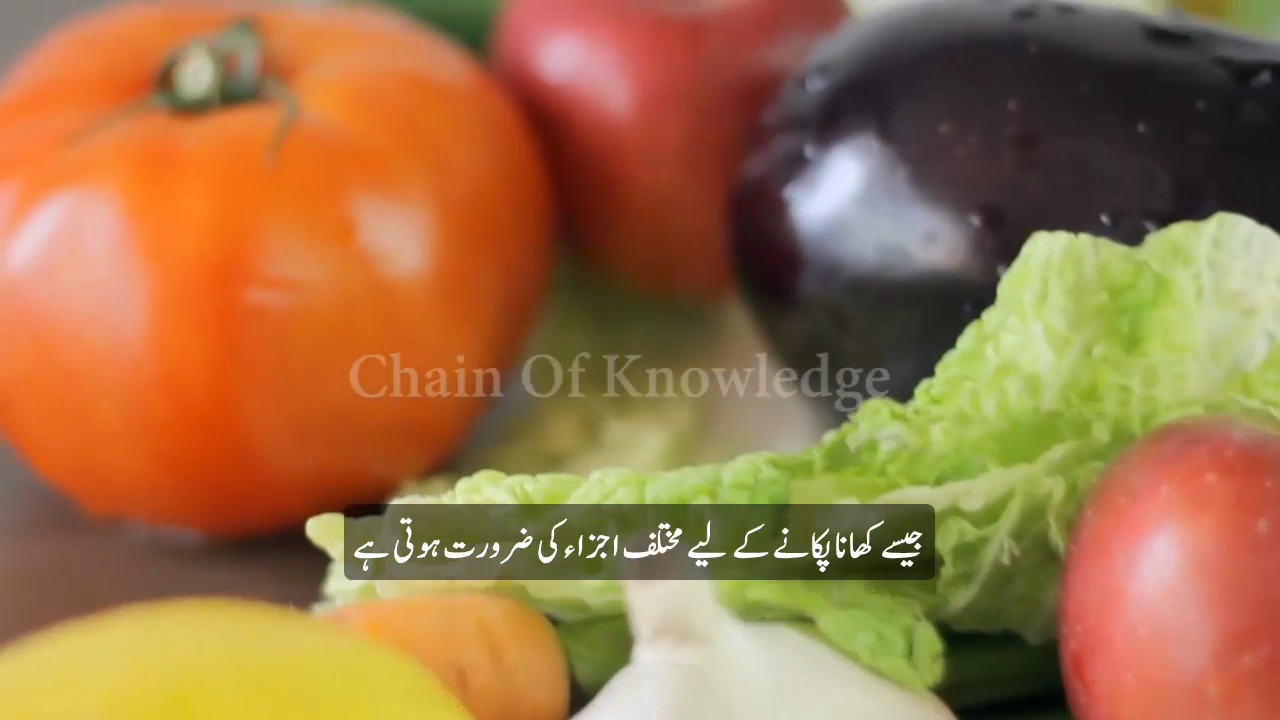 Chain Of Knowledge
جیسے کھانا پکانے کے لیے مختلف اجزاء کی ضرورت ہوتی ہے